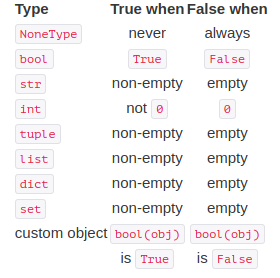 Type True when False when
NoneType never always
bool True False
str non-empty empty
int not 0 0
tuple non-empty empty
list non-empty empty
dict non-empty empty
set non-empty empty
custom object bool(obj) bool(obj)
is True is False